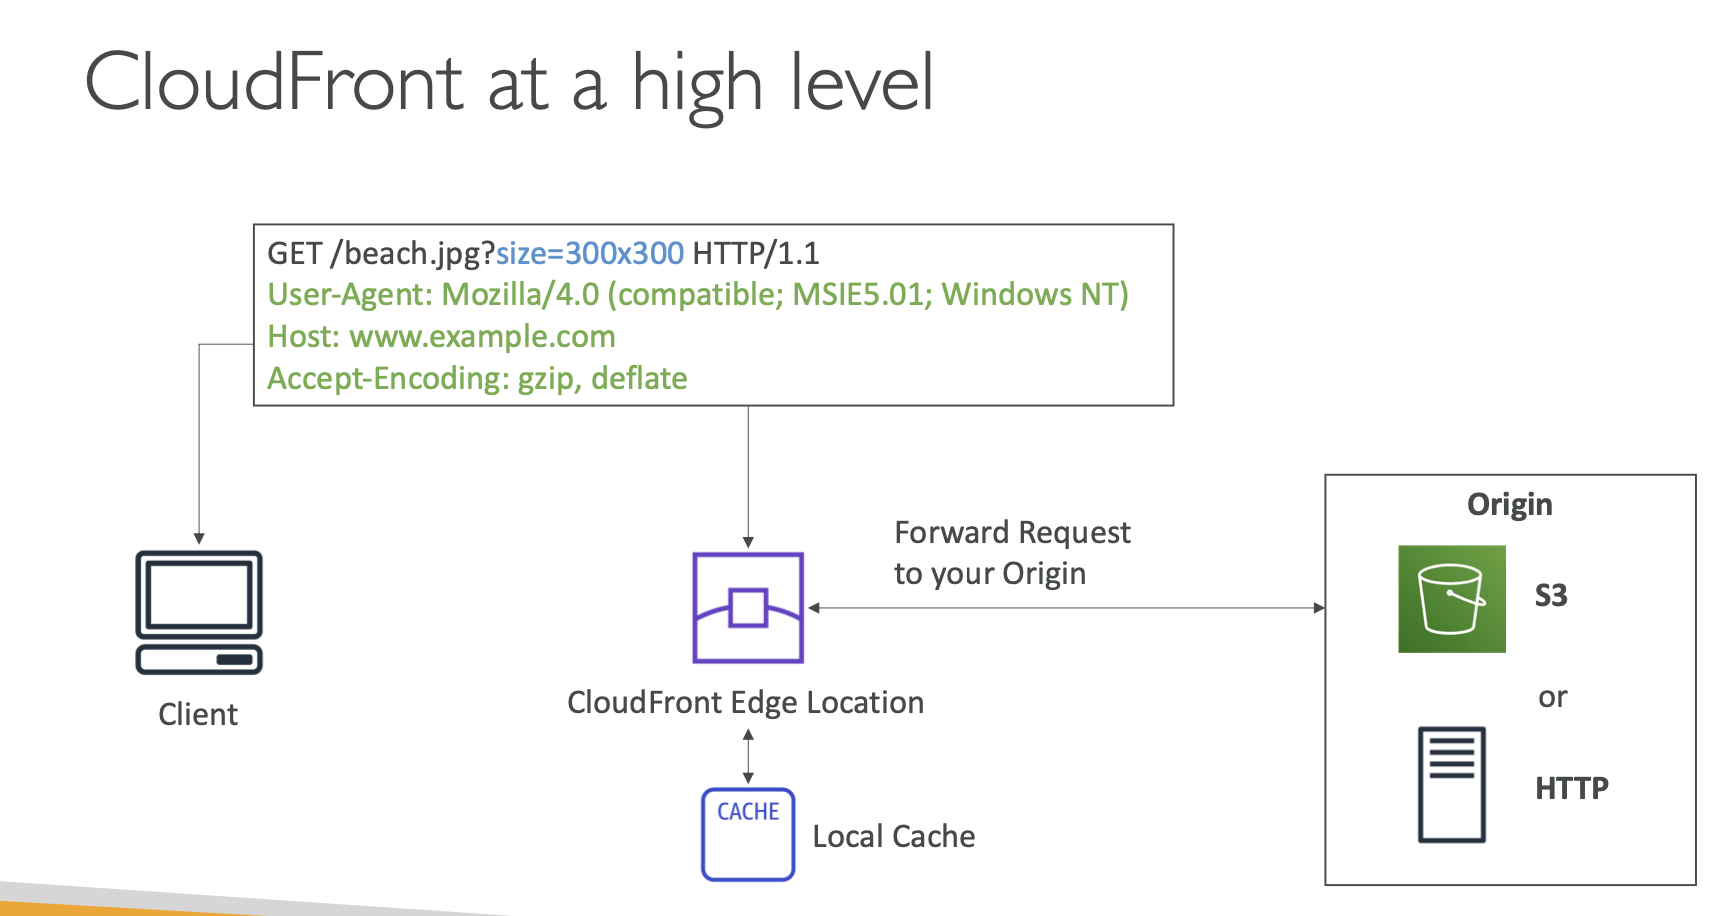 CloudFront at a high level
GET /beach.jpg?size=300x300 HTTP/1.1
User-Agent: Mozilla/4.0 (compatible; MSIE5.01; Windows NT)
Host: www.example.com
Accept-Encoding: gzip, deflate
Client
CloudFront Edge Location
CACHE
Local Cache
Forward Request
to your Origin
Origin
S3
or
HTTP